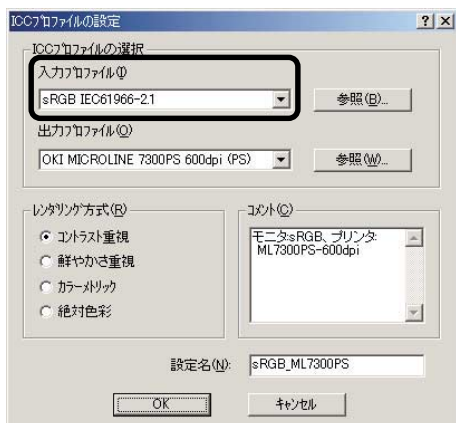 ICCプロファイルの設定
ICCプロファイルの選択
入力プロファイル(I)
sRGB IEC61966-2.1
参照(B)...
出力プロファイル(O)
OKI MICROLINE 7300PS 600dpi (PS)
参照(W)...
レンダリング方式(R)
コントラスト重視
鮮やかさ重視
カラーメトリック
絶対色彩
コメント(C)
モニタ:sRGB、プリンタ:
ML7300PS-600dpi
設定名(N):
sRGB_ML7300PS
OK
キャンセル